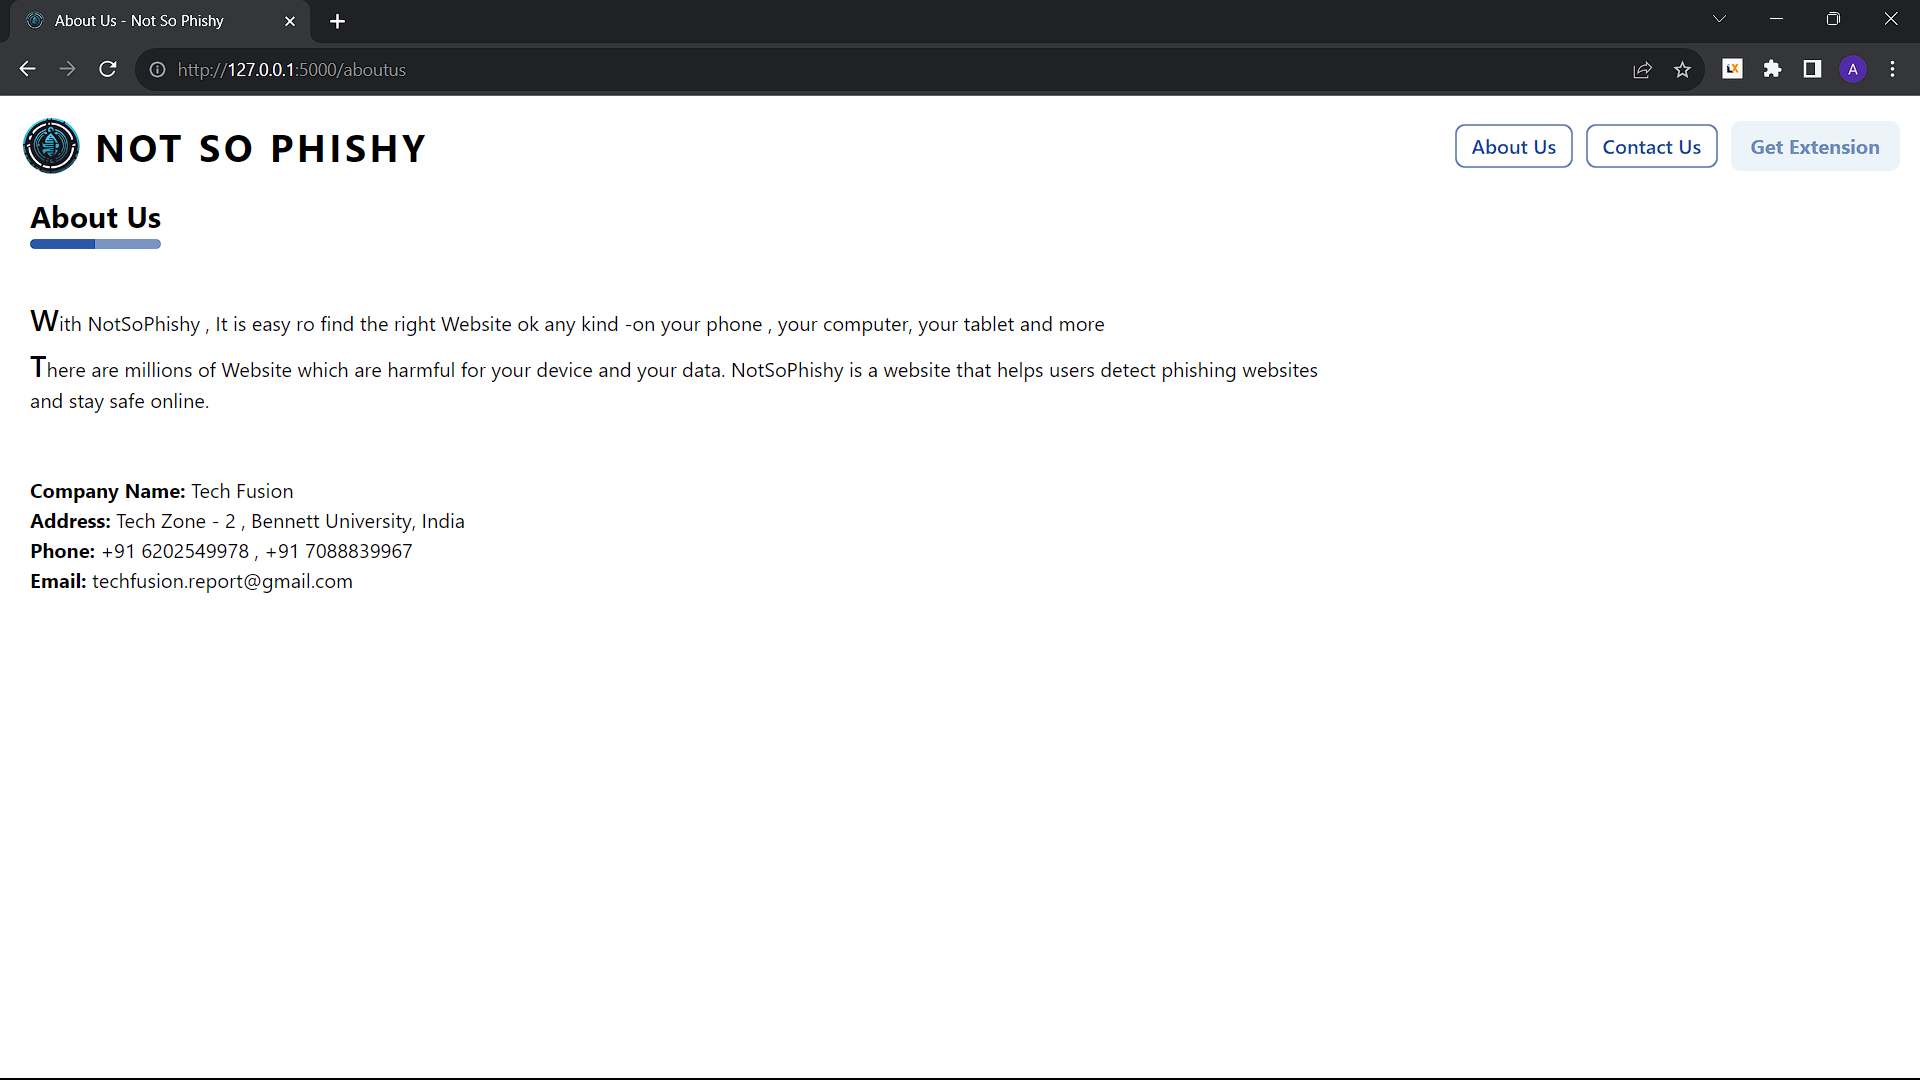 About Us - Not So Phishy
http://127.0.0.1:5000/aboutus
A
NOT SO PHISHY
About Us
Contact Us
Get Extension
About Us
With NotSoPhishy , It is easy ro find the right Website ok any kind -on your phone , your computer, your tablet and more
There are millions of Website which are harmful for your device and your data. NotSoPhishy is a website that helps users detect phishing websites
and stay safe online.
Company Name: Tech Fusion
Address: Tech Zone - 2 , Bennett University, India
Phone: +91 6202549978 , +91 7088839967
Email: techfusion.report@gmail.com